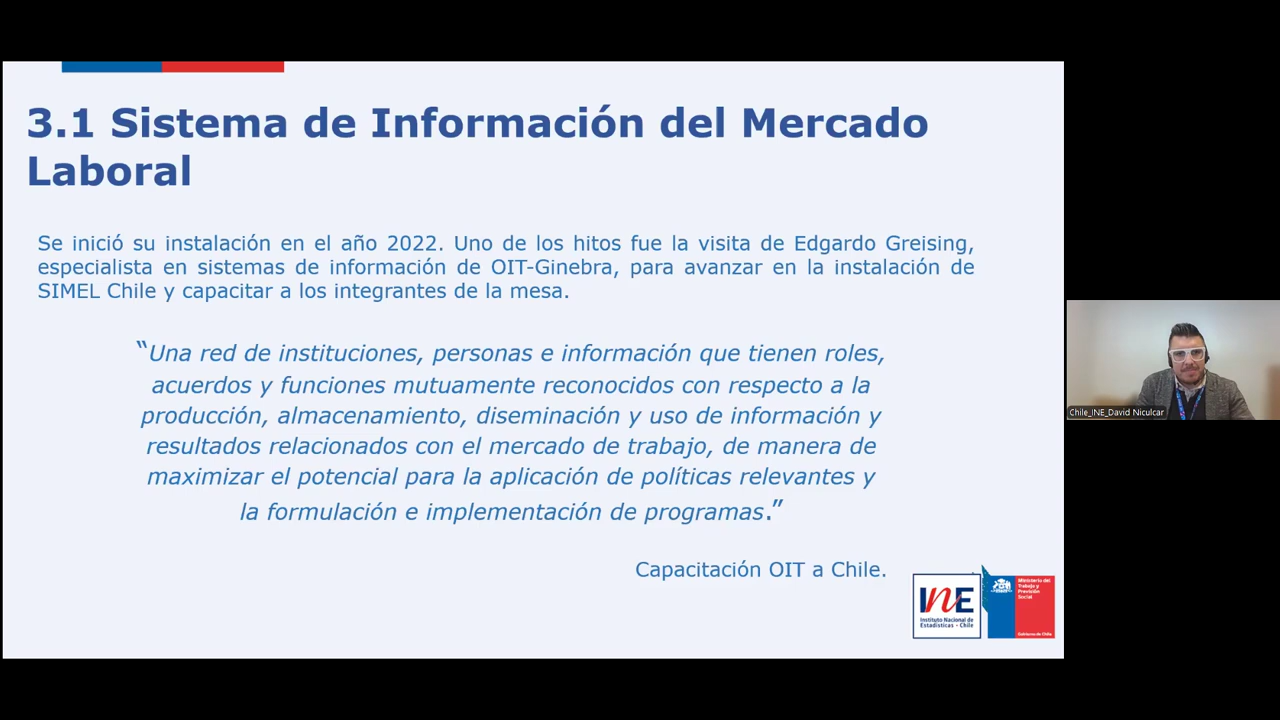 3.1 Sistema de Información del Mercado
Laboral
Se inició su instalación en el año 2022. Uno de los hitos fue la visita de Edgardo Greising,
especialista en sistemas de información de OIT-Ginebra, para avanzar en la instalación de
SIMEL Chile y capacitar a los integrantes de la mesa.
“Una red de instituciones, personas e información que tienen roles,
acuerdos y funciones mutuamente reconocidos con respecto a la
producción, almacenamiento, diseminación y uso de información y
resultados relacionados con el mercado de trabajo, de manera de
maximizar el potencial para la aplicación de políticas relevantes y
la formulación e implementación de programas.”
Capacitación OIT a Chile.
INE
Instituto Nacional de
Estadísticas - Chile
Ministerio del
Trabajo y
Previsión
Social
Gobierno de Chile
Chile_INE_David Niculcar